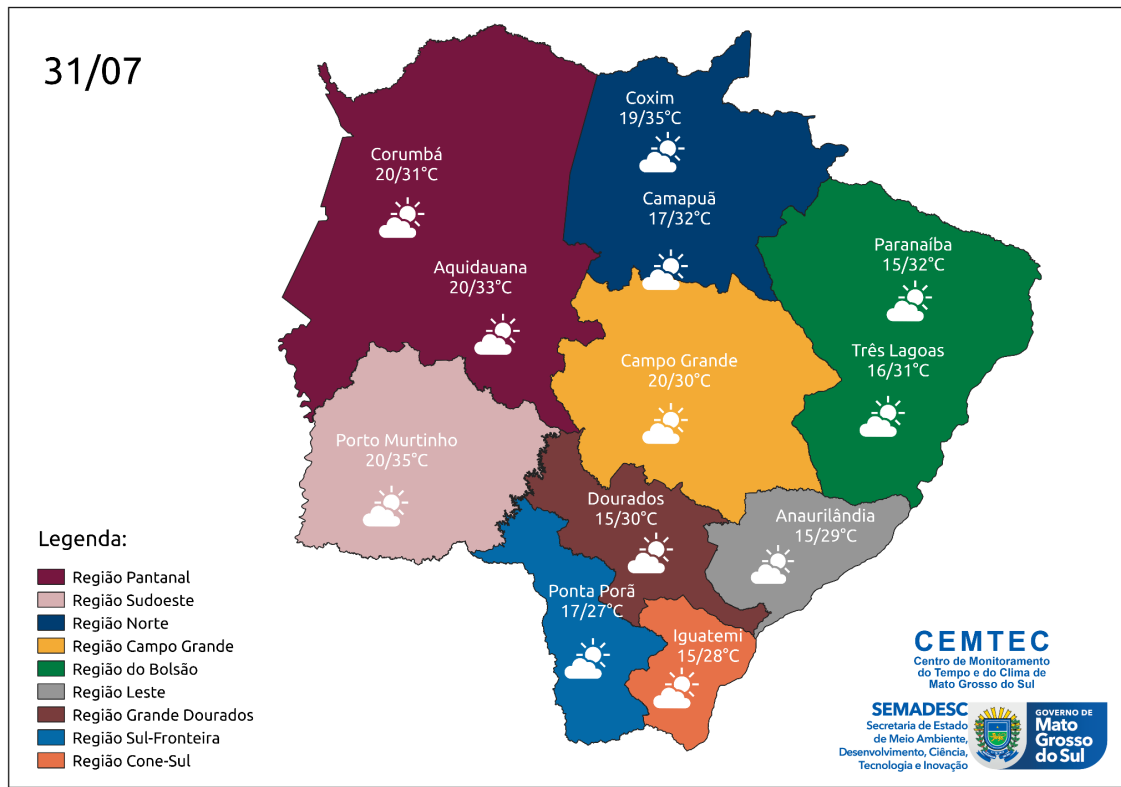 31/07
Coxim
19/35°C
Corumbá
20/31°C
Camapuã
17/32°C
Paranaíba
15/32°C
Aquidauana
20/33°C
Três Lagoas
16/31°C
Campo Grande
20/30°C
Porto Murtinho
20/35°C
Dourados
15/30°C
Anaurilândia
15/29°C
Ponta Porã
17/27°C
Iguatemi
15/28°C
Legenda:
Região Pantanal
Região Sudoeste
Região Norte
Região Campo Grande
Região do Bolsão
Região Leste
Região Grande Dourados
Região Sul-Fronteira
Região Cone-Sul
CEMTEC
Centro de Monitoramento
do Tempo e do Clima de
Mato Grosso do Sul
SEMADESC
Secretaria de Estado
de Meio Ambiente,
Desenvolvimento, Ciência,
Tecnologia e Inovação
GOVERNO DE
Mato
Grosso
do Sul